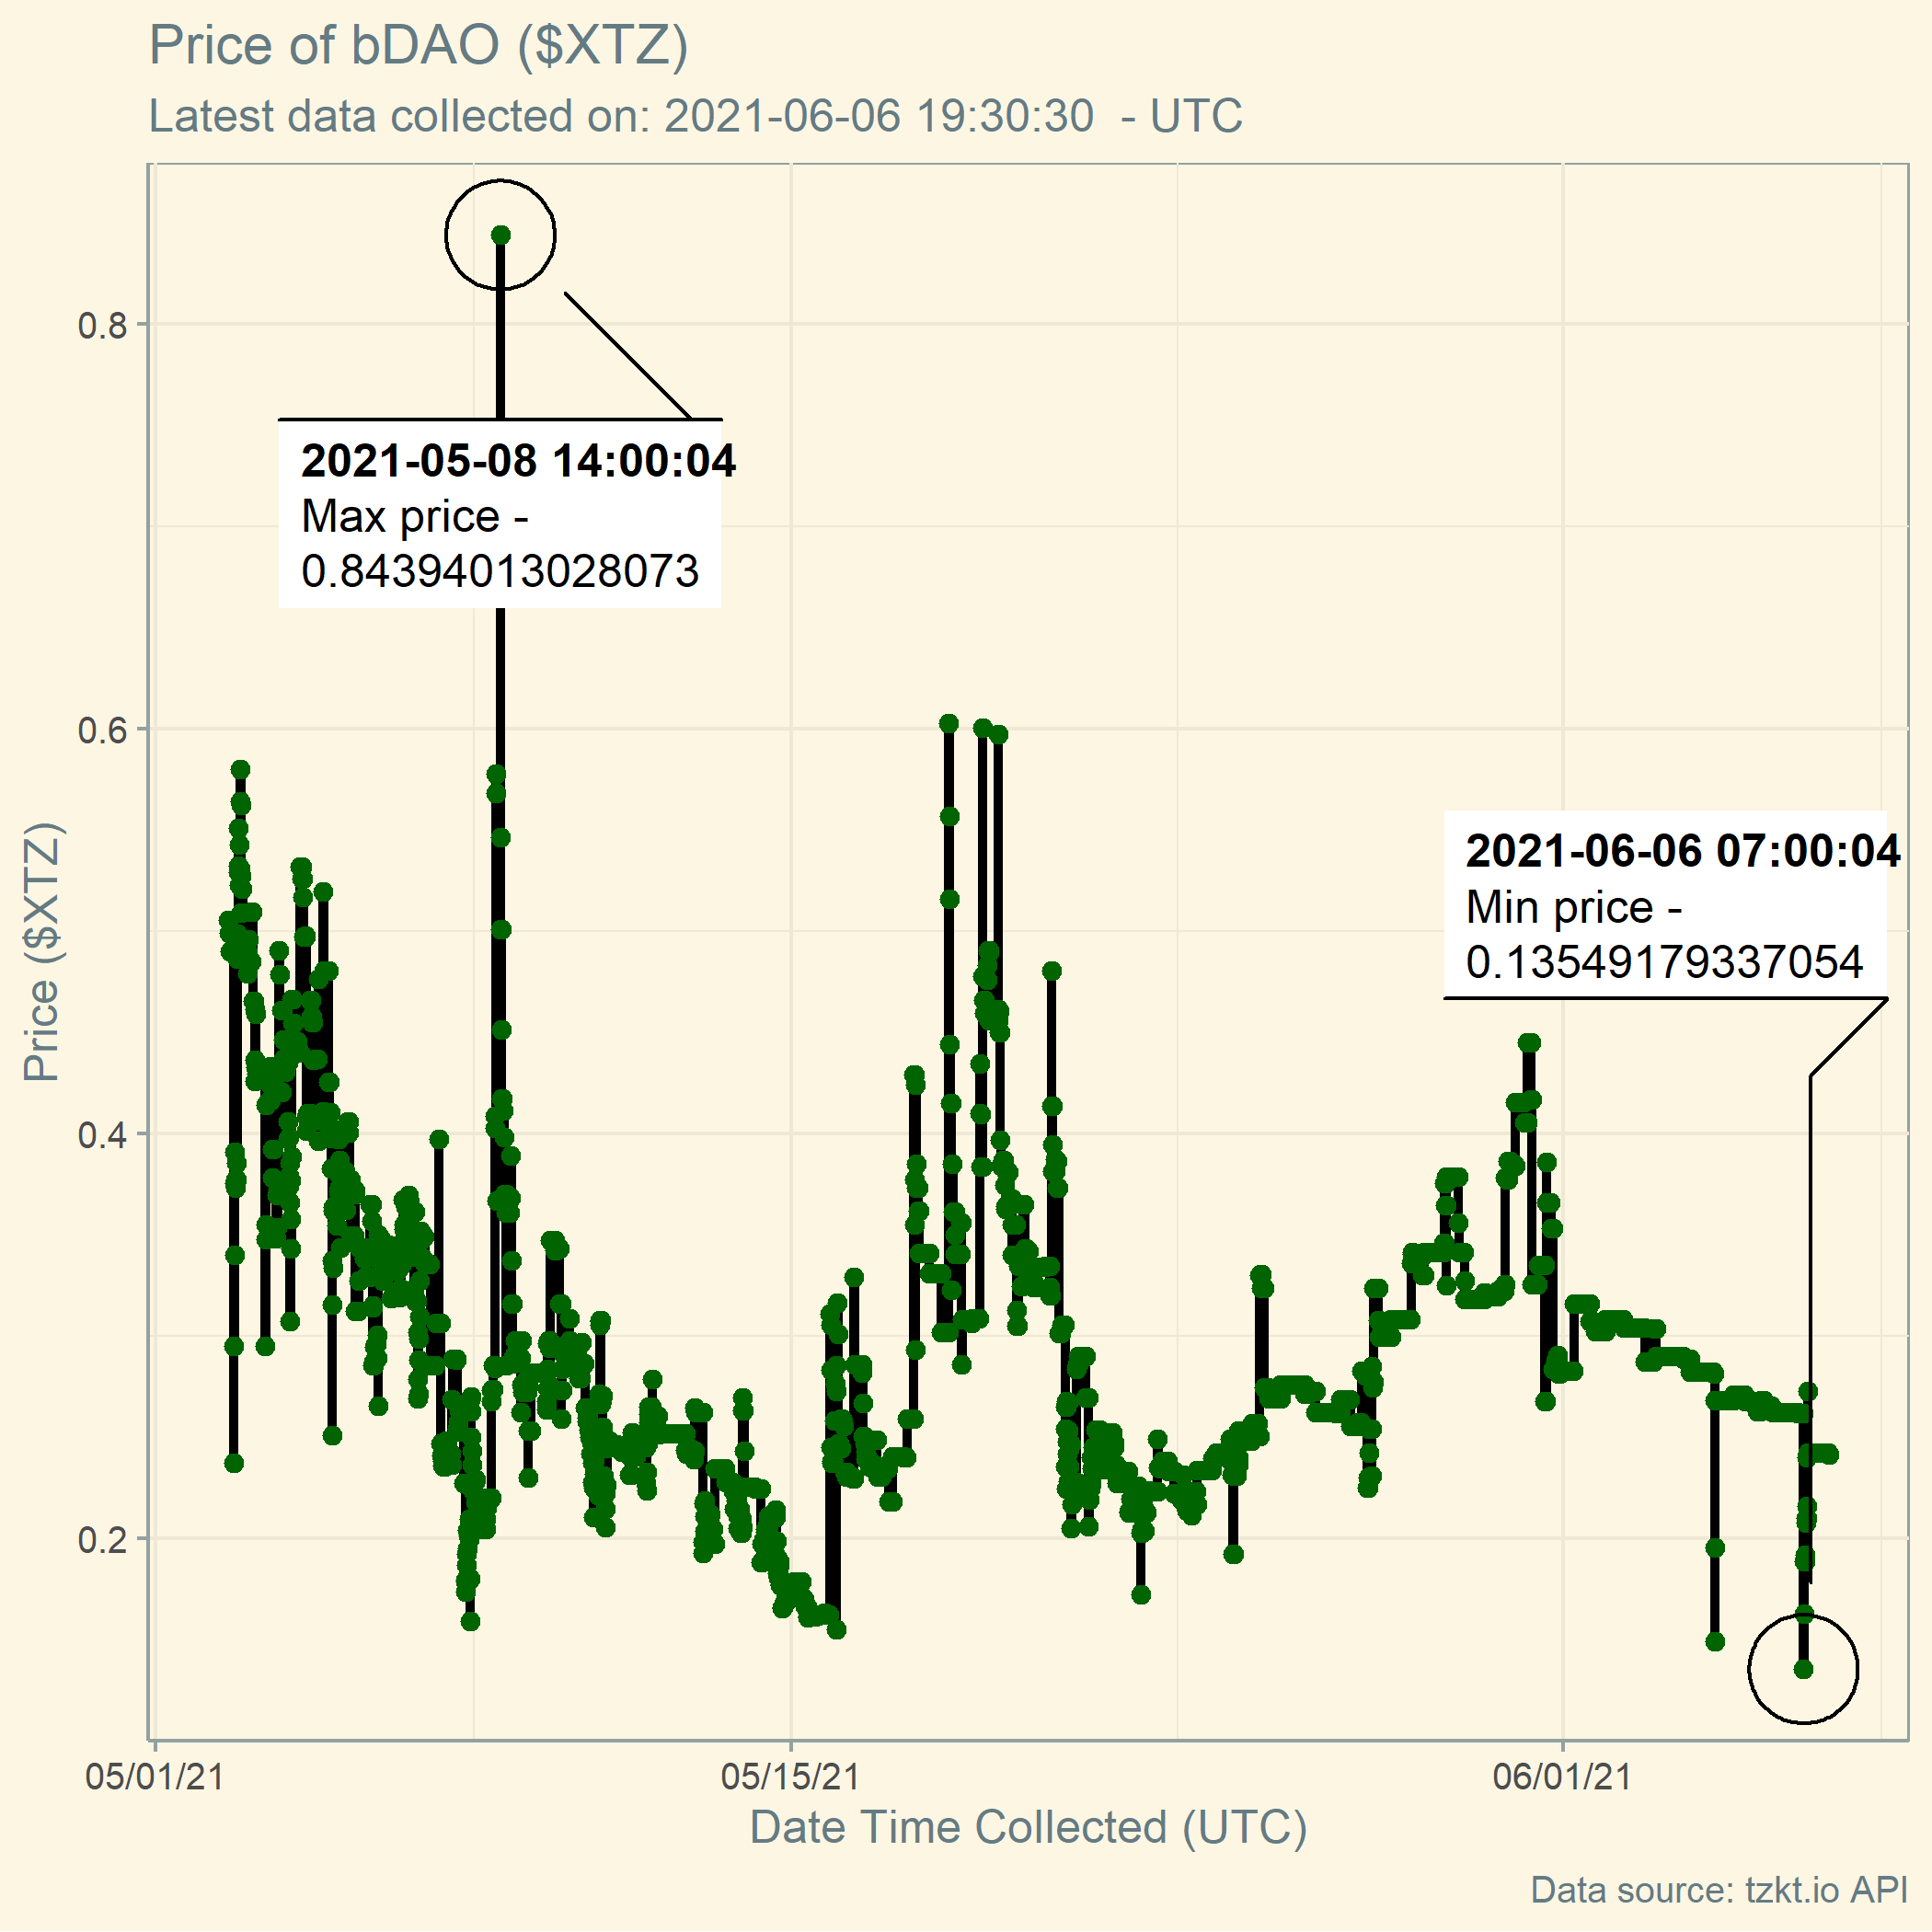 Price of bDAO ($XTZ)
Latest data collected on: 2021-06-06 19:30:30  - UTC
0.8
0.6
0.4
0.2
Price ($XTZ)
2021-05-08 14:00:04
Max price -
0.84394013028073
2021-06-06 07:00:04
Min price -
0.13549179337054
05/01/21
05/15/21
06/01/21
Date Time Collected (UTC)
Data source: tzkt.io API